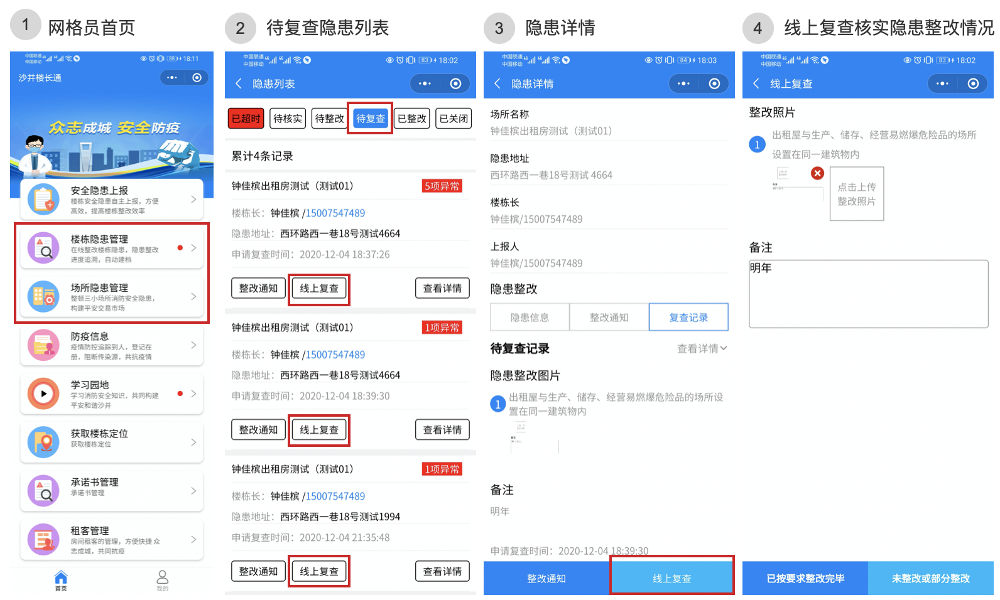 1 网格员首页
中国联通
中国移动
88 18:11
沙井楼长通
众志成城 安全防疫
安全隐患上报
楼栋安全隐患自主上报，方便
高效，提高楼栋整改效率
楼栋隐患管理
在线整改楼栋隐患，隐患整改
进度追溯，自动建档
场所隐患管理
整顿三小场所消防安全隐患，
构建平安交易市场
防疫信息
疫情防控追踪到人，登记在
册，阻断传染源，共抗疫情
学习园地
学习消防安全知识，共同构建
平安和谐沙井
获取楼栋定位
获取楼栋定位
承诺书管理
承诺书管理
租客管理
房间租客的管理，方便快捷 众
志成城，共同抗疫
首页
我的
2 待复查隐患列表
中国联通
中国移动
83 18:02
隐患列表
已超时 待核实 待整改 待复查 已整改 已关闭
累计4条记录
钟佳槟出租房测试（测试01） 5项异常
楼栋长：钟佳槟 /15007547489
隐患地址：西环路西一巷18号测试4664
申请复查时间：2020-12-04 18:37:26
整改通知 线上复查 查看详情
钟佳槟出租房测试（测试01） 1项异常
楼栋长：钟佳槟 /15007547489
隐患地址：西环路西一巷18号测试4664
申请复查时间：2020-12-04 18:39:30
整改通知 线上复查 查看详情
钟佳槟出租房测试（测试01） 1项异常
楼栋长：钟佳槟 /15007547489
隐患地址：西环路西一巷18号测试1994
申请复查时间：2020-12-04 21:35:48
整改通知 线上复查 查看详情
3 隐患详情
中国联通
中国移动
84 18:03
隐患详情
场所名称
钟佳槟出租房测试（测试01）
隐患地址
西环路西一巷18号测试 4664
楼栋长
钟佳槟/15007547489
上报人
钟佳槟/15007547489
隐患整改
隐患信息 整改通知 复查记录
待复查记录 查看详情
隐患整改图片
1 出租屋与生产、储存、经营易燃爆危险品的场所设
置在同一建筑物内
备注
明年
申请复查时间：2020-12-04 18:39:30
整改通知 线上复查
4 线上复查核实隐患整改情况
中国联通
中国移动
83 18:02
线上复查
整改照片
1 出租屋与生产、储存、经营易燃爆危险品的场所
设置在同一建筑物内
点击上传
整改照片
备注
明年
已按要求整改完毕 未整改或部分整改